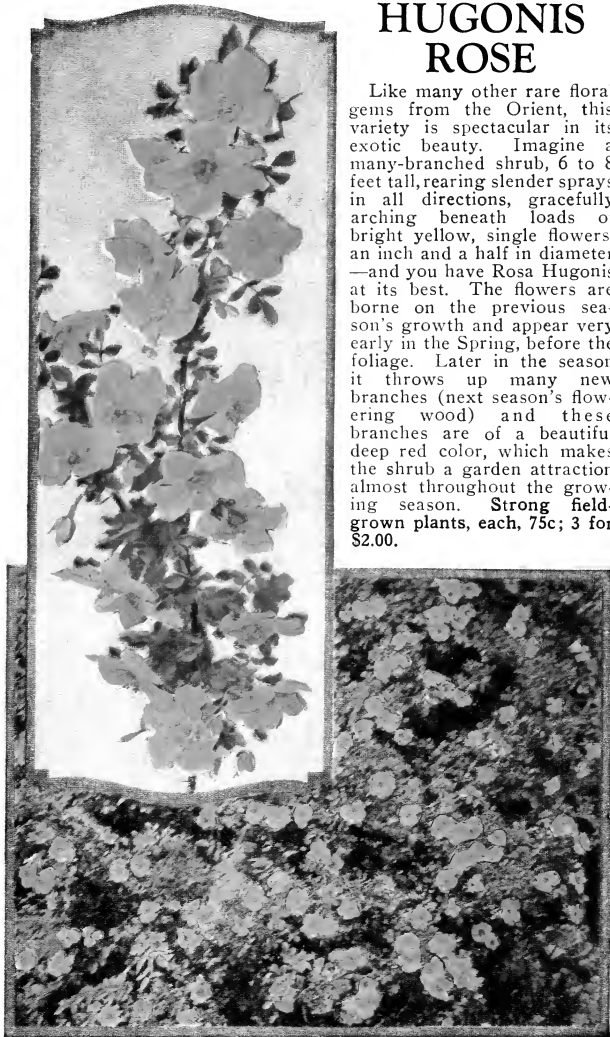 HUGONIS
ROSE
Like many other rare floral
gems from the Orient, this
variety is spectacular in its
exotic beauty. Imagine a
many-branched shrub, 6 to 8
feet tall, rearing slender sprays
in all directions, gracefully
arching beneath loads of
bright yellow, single flowers
an inch and a half in diameter
—and you have Rosa Hugonis
at its best. The flowers are
borne on the previous sea-
son's growth and appear very
early in the Spring, before the
foliage. Later in the season
it throws up many new
branches (next season's flow-
ering wood) and these
branches are of a beautiful
deep red color, which makes
the shrub a garden attraction
almost throughout the grow-
ing season. Strong field-
grown plants, each, 75c; 3 for
$2.00.